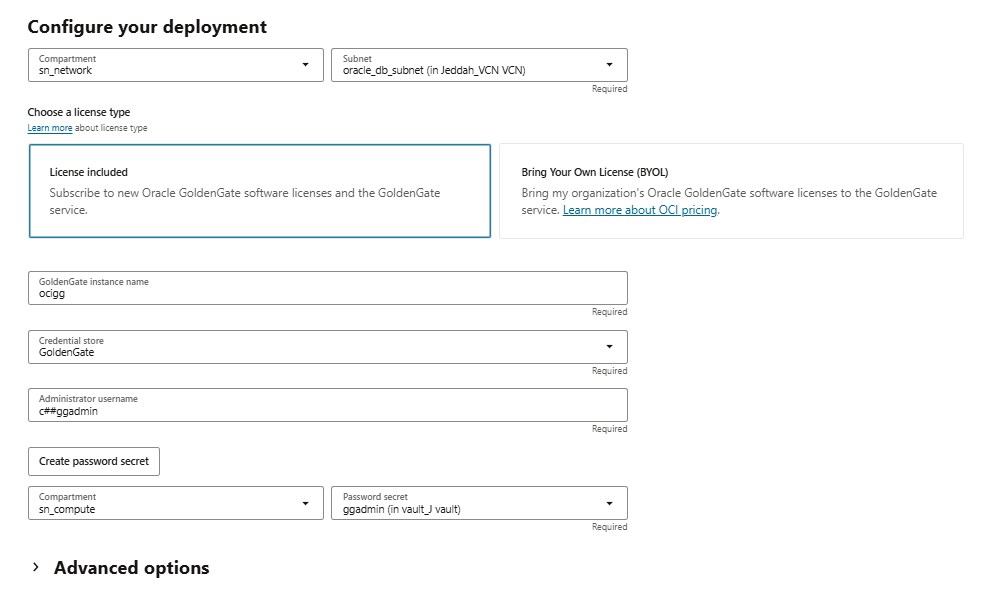 Configure your deployment
Compartment
sn_network
Subnet
oracle_db_subnet (in Jeddah_VCN VCN)
Required
Choose a license type
Learn more about license type
License included
Subscribe to new Oracle GoldenGate software licenses and the GoldenGate
service.
Bring Your Own License (BYOL)
Bring my organization's Oracle GoldenGate software licenses to the GoldenGate
service. Learn more about OCI pricing.
GoldenGate instance name
ocigg
Required
Credential store
GoldenGate
Required
Administrator username
c##ggadmin
Required
Create password secret
Compartment
sn_compute
Password secret
ggadmin (in vault_J vault)
Required
Advanced options